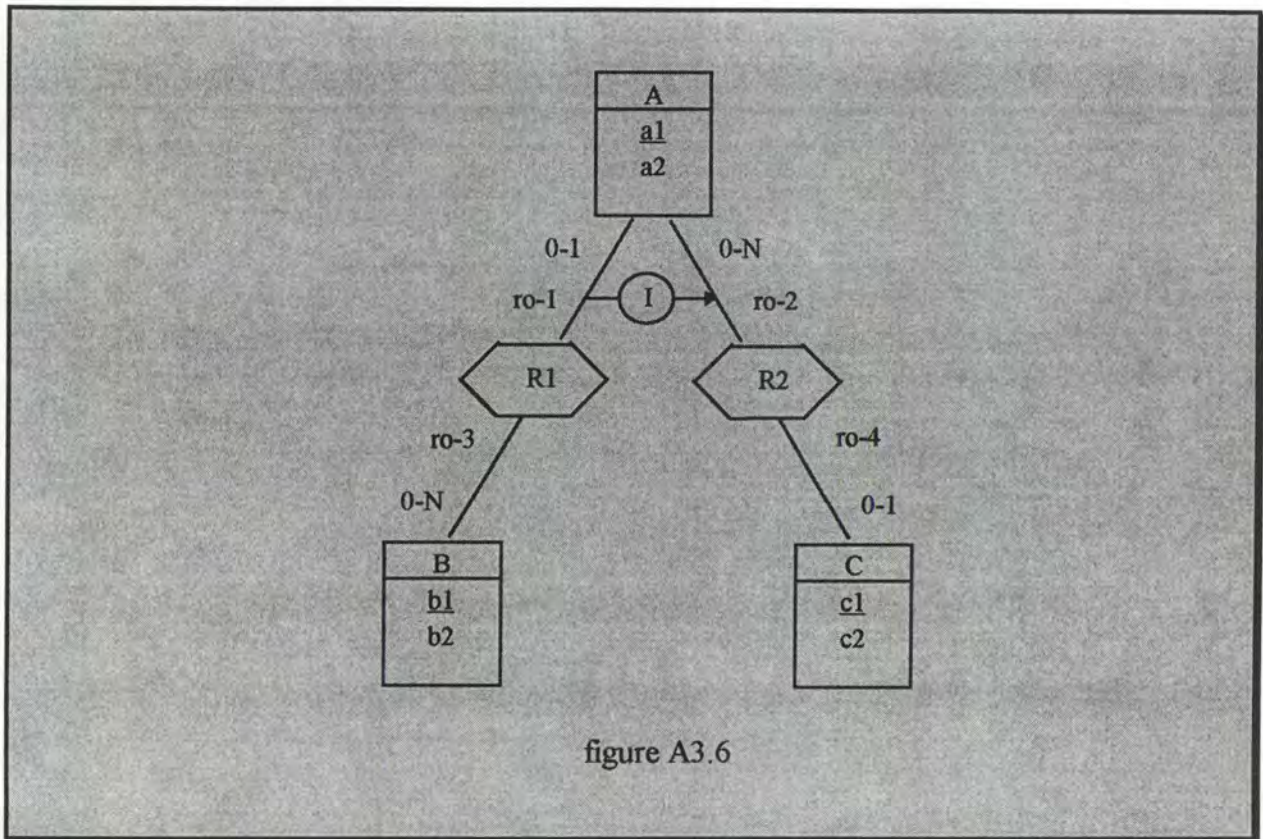 A
a1
a2
0-1
0-N
I
ro-1
ro-2
R1
R2
ro-3
ro-4
0-N
0-1
B
b1
b2
C
c1
c2
figure A3.6